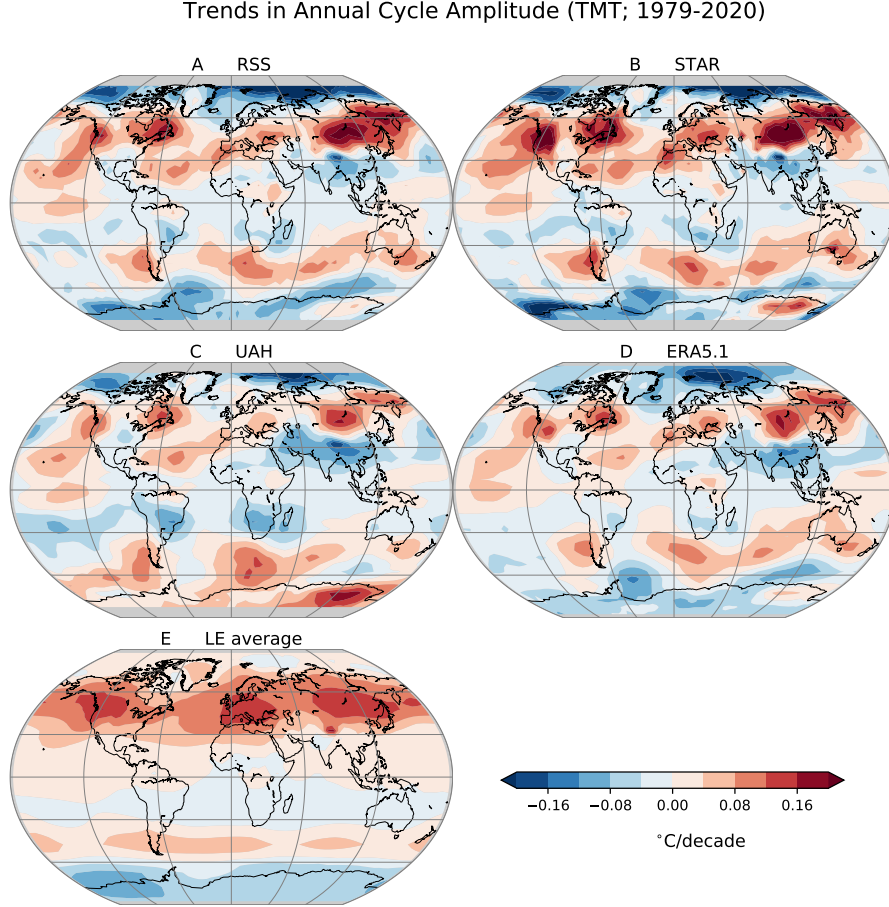 Trends in Annual Cycle Amplitude (TMT; 1979-2020)
A RSS
B STAR
C UAH
D ERA5.1
E LE average
−0.16 −0.08 0.00 0.08 0.16
°C/decade